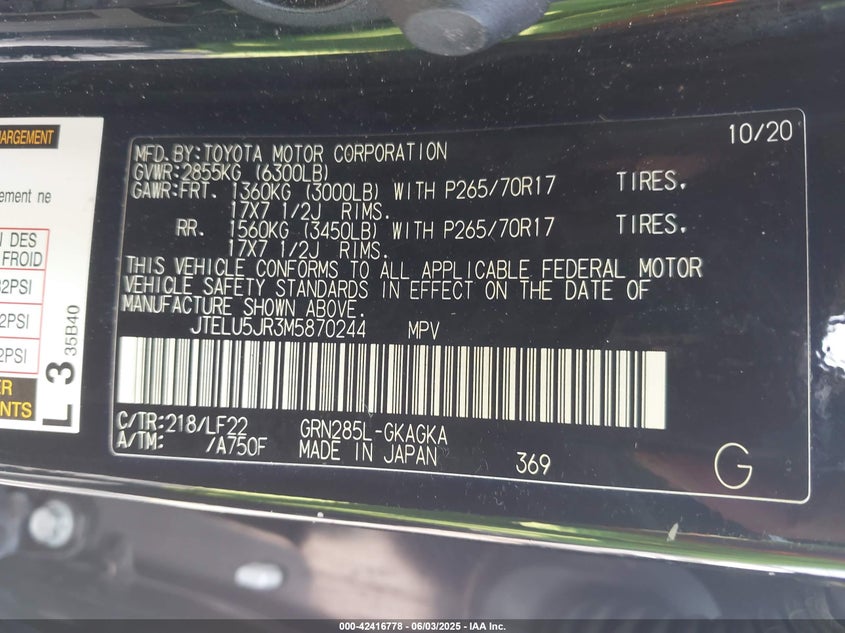 HARGEMENT
ement ne
I DES
FROID
2PSI
2PSI
2PSI
ER
NTS
L 3
35B40
10/20
MFD. BY: TOYOTA MOTOR CORPORATION
GVWR: 2855KG (6300LB)
GAWR: FRT. 1360KG (3000LB) WITH P265/70R17 TIRES.
17X7 1/2J RIMS.
RR. 1560KG (3450LB) WITH P265/70R17 TIRES.
17X7 1/2J RIMS.
THIS VEHICLE CONFORMS TO ALL APPLICABLE FEDERAL MOTOR
VEHICLE SAFETY STANDARDS IN EFFECT ON THE DATE OF
MANUFACTURE SHOWN ABOVE.
JTELU5JR3M5870244 MPV
C/TR: 218/LF22 GRN285L-GKAGKA
A/TM: /A750F MADE IN JAPAN 369
G
000-42416778 - 06/03/2025 - IAA Inc.